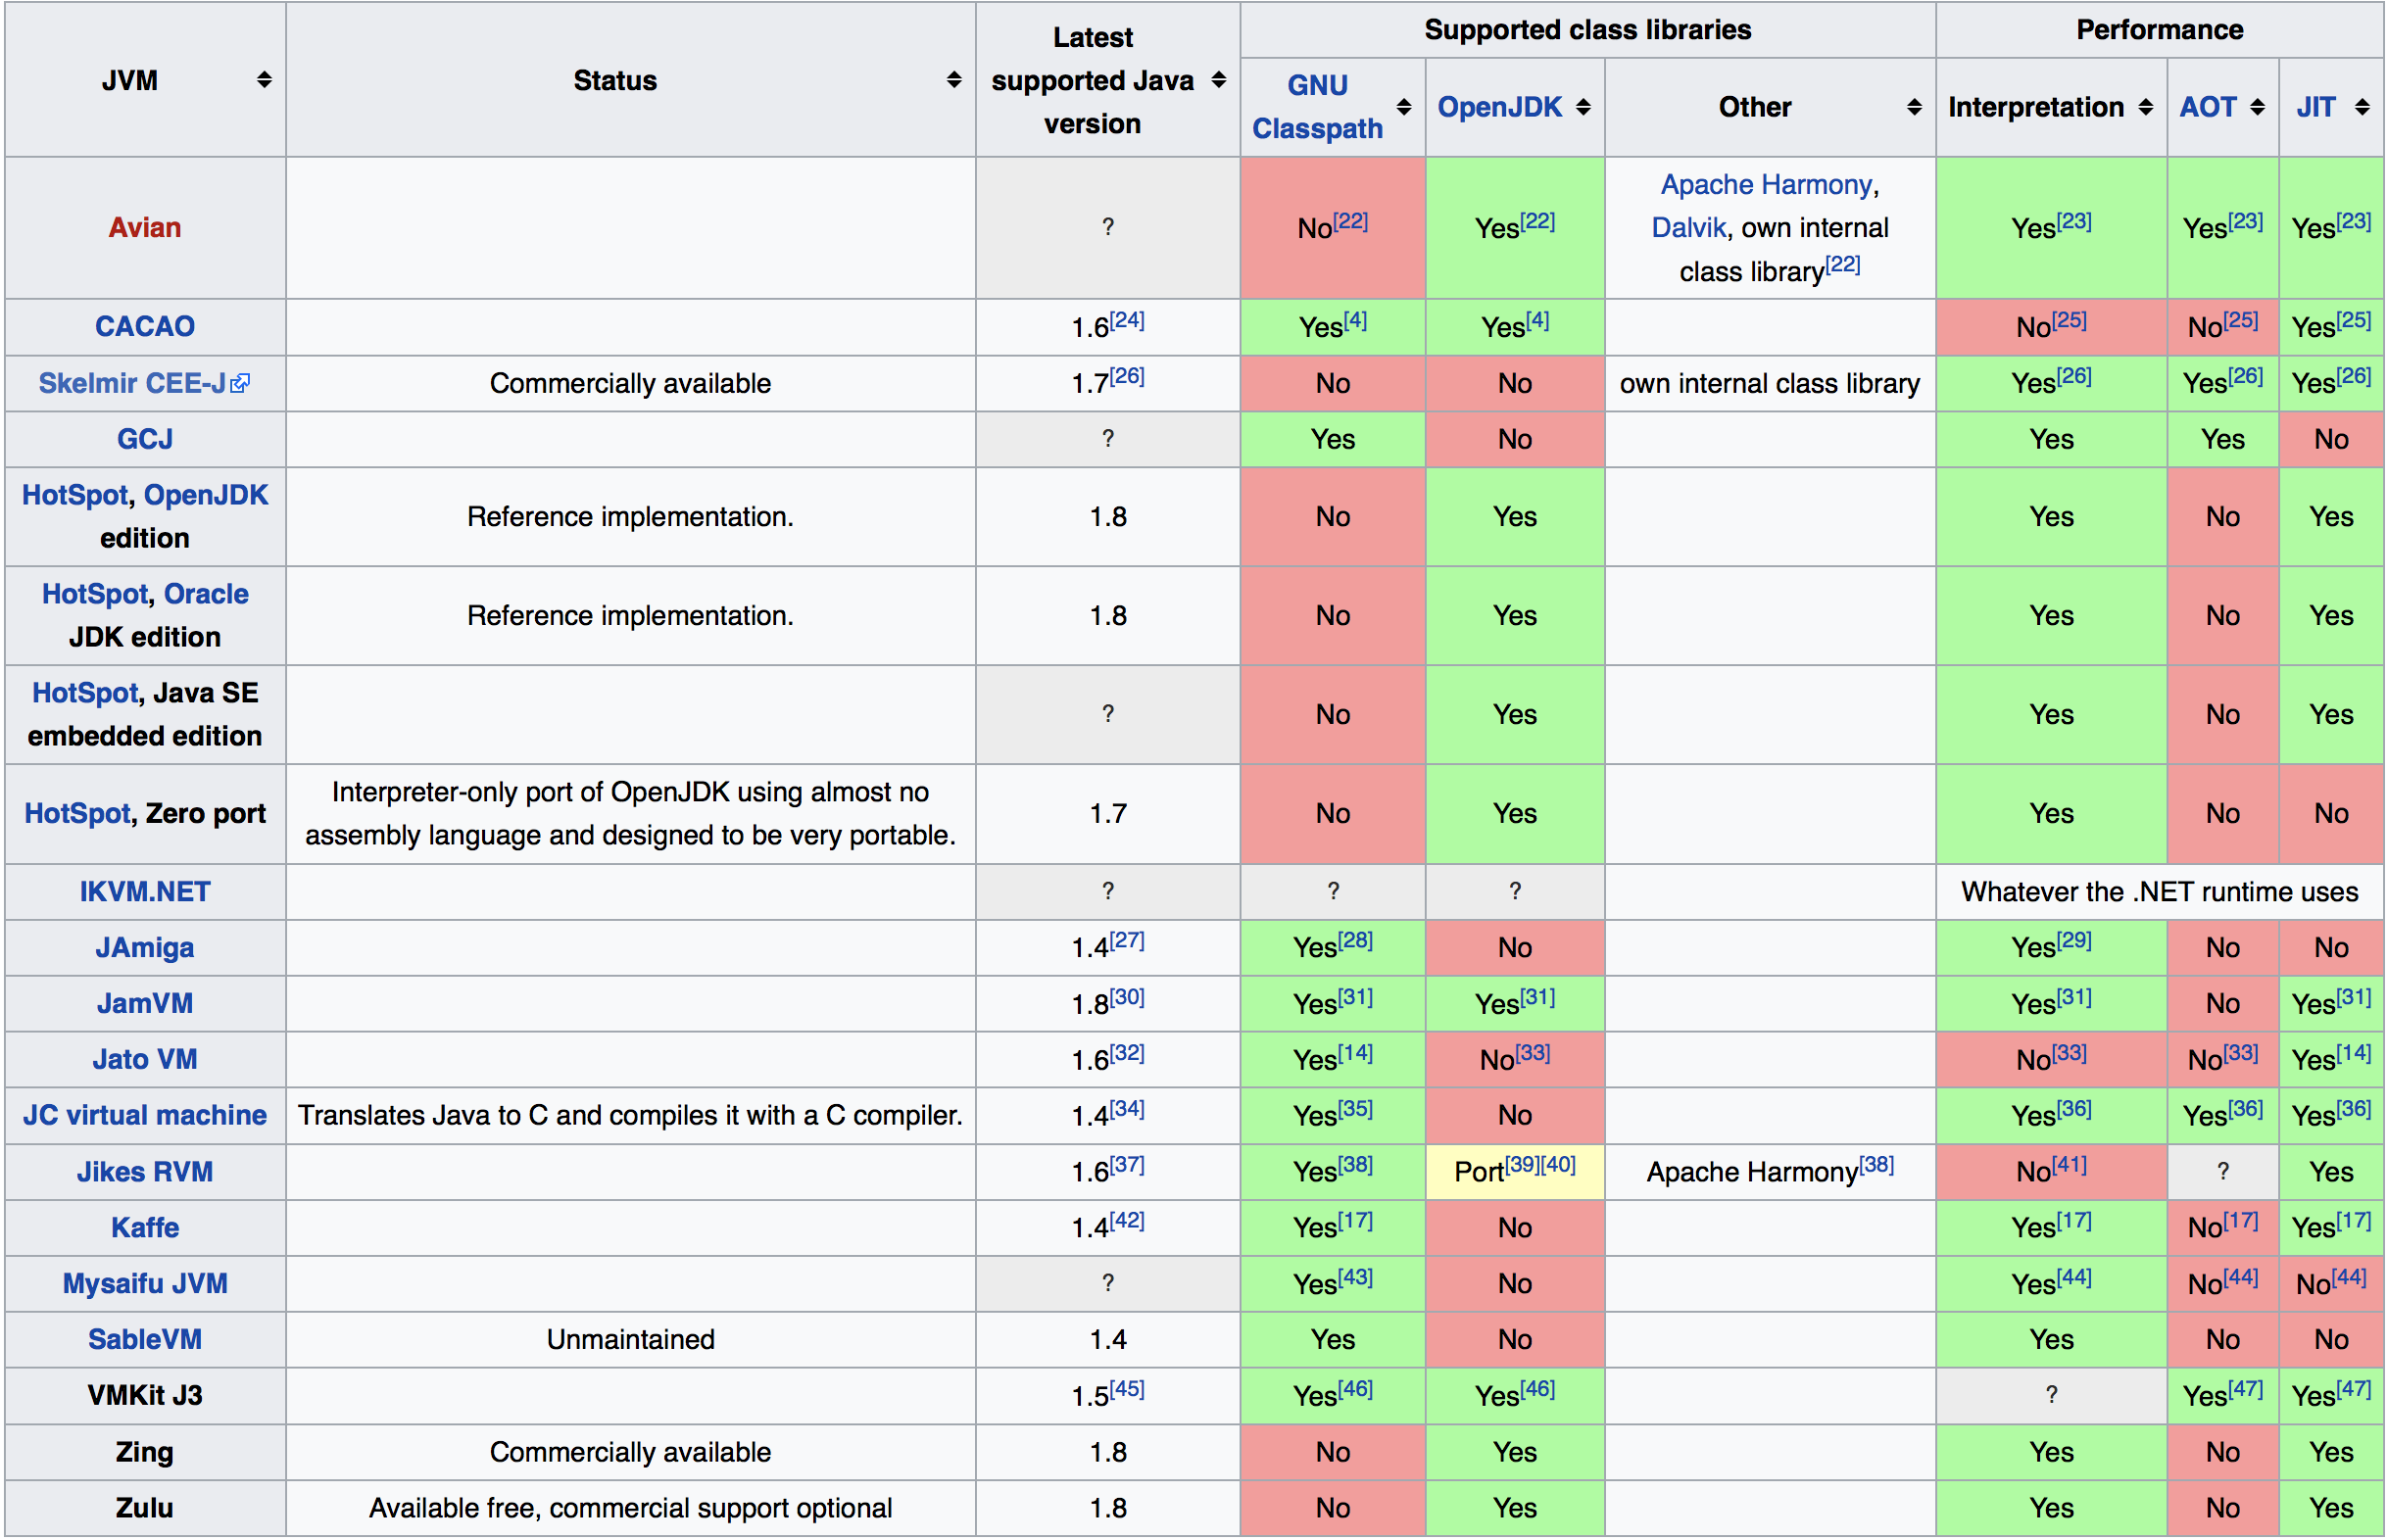 JVM Status Latest supported Java version Supported class libraries Performance
GNU Classpath OpenJDK Other Interpretation AOT JIT
Avian ? No[22] Yes[22] Apache Harmony, Dalvik, own internal class library[22] Yes[23] Yes[23] Yes[23]
CACAO 1.6[24] Yes[4] Yes[4] No[25] No[25] Yes[25]
Skelmir CEE-J Commercially available 1.7[26] No No own internal class library Yes[26] Yes[26] Yes[26]
GCJ ? Yes No Yes Yes No
HotSpot, OpenJDK edition Reference implementation. 1.8 No Yes Yes No Yes
HotSpot, Oracle JDK edition Reference implementation. 1.8 No Yes Yes No Yes
HotSpot, Java SE embedded edition ? No Yes Yes No Yes
HotSpot, Zero port Interpreter-only port of OpenJDK using almost no assembly language and designed to be very portable. 1.7 No Yes Yes No No
IKVM.NET ? ? ? Whatever the .NET runtime uses
JAmiga 1.4[27] Yes[28] No Yes[29] No No
JamVM 1.8[30] Yes[31] Yes[31] Yes[31] No Yes[31]
Jato VM 1.6[32] Yes[14] No[33] No[33] No[33] Yes[14]
JC virtual machine Translates Java to C and compiles it with a C compiler. 1.4[34] Yes[35] No Yes[36] Yes[36] Yes[36]
Jikes RVM 1.6[37] Yes[38] Port[39][40] Apache Harmony[38] No[41] ? Yes
Kaffe 1.4[42] Yes[17] No Yes[17] No[17] Yes[17]
Mysaifu JVM ? Yes[43] No Yes[44] No[44] No[44]
SableVM Unmaintained 1.4 Yes No Yes No No
VMKit J3 1.5[45] Yes[46] Yes[46] ? Yes[47] Yes[47]
Zing Commercially available 1.8 No Yes Yes No Yes
Zulu Available free, commercial support optional 1.8 No Yes Yes No Yes